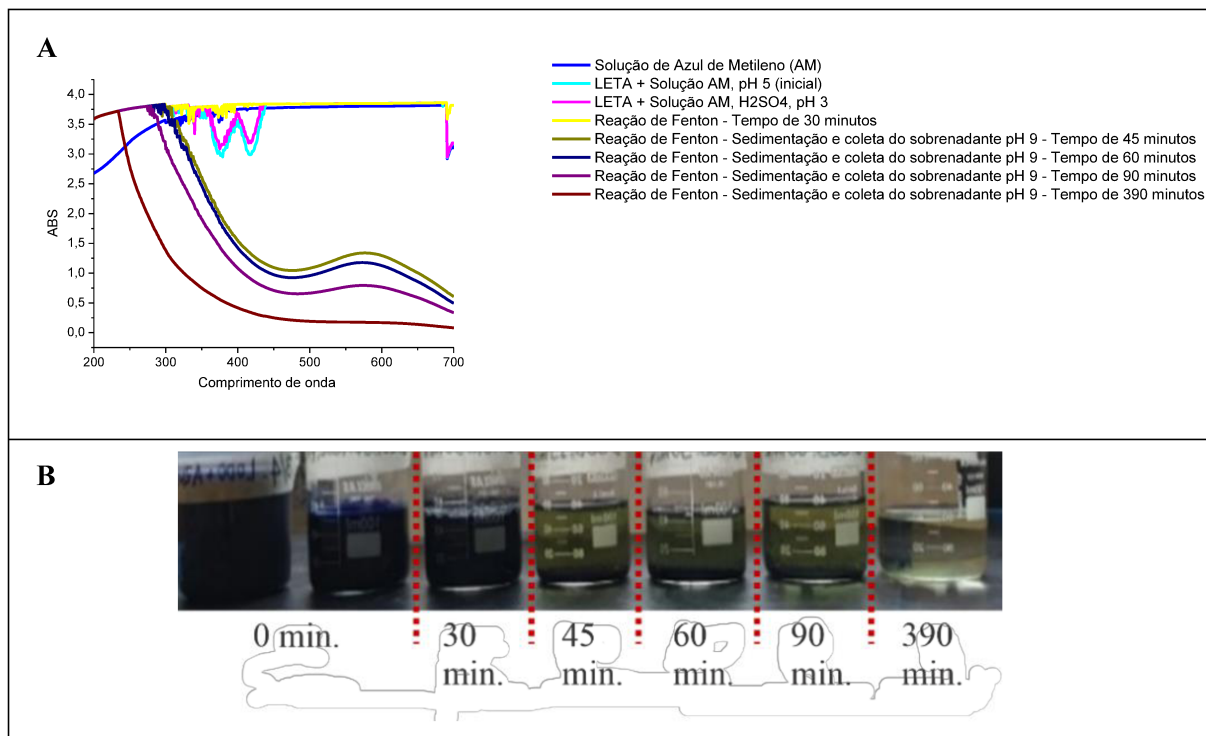 A
4,0
3,5
3,0
2,5
2,0
1,5
1,0
0,5
0,0
ABS
200
300
400
500
600
700
Comprimento de onda
Solução de Azul de Metileno (AM)
LETA + Solução AM, pH 5 (inicial)
LETA + Solução AM, H2SO4, pH 3
Reação de Fenton - Tempo de 30 minutos
Reação de Fenton - Sedimentação e coleta do sobrenadante pH 9 - Tempo de 45 minutos
Reação de Fenton - Sedimentação e coleta do sobrenadante pH 9 - Tempo de 60 minutos
Reação de Fenton - Sedimentação e coleta do sobrenadante pH 9 - Tempo de 90 minutos
Reação de Fenton - Sedimentação e coleta do sobrenadante pH 9 - Tempo de 390 minutos
B
0 min.
30
min.
45
min.
60
min.
90
min.
390
min.